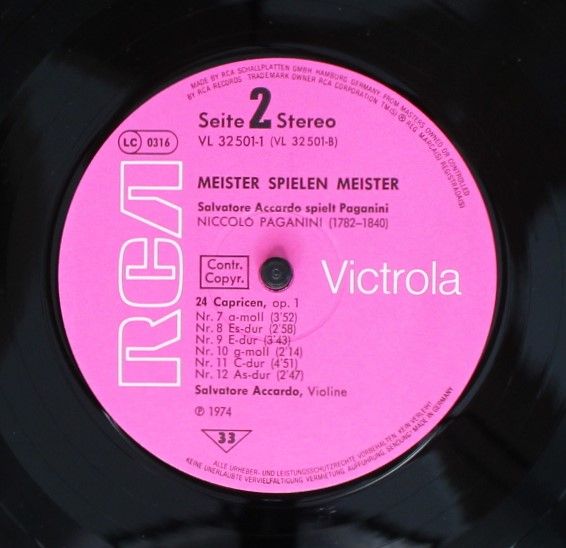 MADE BY RCA SCHALLPLATTEN GMBH, HAMBURG, GERMANY, FROM MASTERS OWNED OR CONTROLLED
BY RCA RECORDS TRADEMARK OWNER RCA CORPORATION TM(S) ® REG MARCA(S) REGISTRADA(S)
Seite 2 Stereo
VL 32501-1 (VL 32501-B)
LC 0316
MEISTER SPIELEN MEISTER
Salvatore Accardo spielt Paganini
NICCOLÒ PAGANINI (1782–1840)
RCA
Contr.
Copyr.
Victrola
24 Capricen, op. 1
Nr. 7 a-moll (3'52)
Nr. 8 Es-dur (2'58)
Nr. 9 E-dur (3'43)
Nr. 10 g-moll (2'14)
Nr. 11 C-dur (4'51)
Nr. 12 As-dur (2'47)
Salvatore Accardo, Violine
℗ 1974
33
ALLE URHEBER- UND LEISTUNGSSCHUTZRECHTE VORBEHALTEN. KEIN VERLEIH!
KEINE UNERLAUBTE VERVIELFÄLTIGUNG, VERMIETUNG, AUFFÜHRUNG, SENDUNG! MADE IN GERMANY